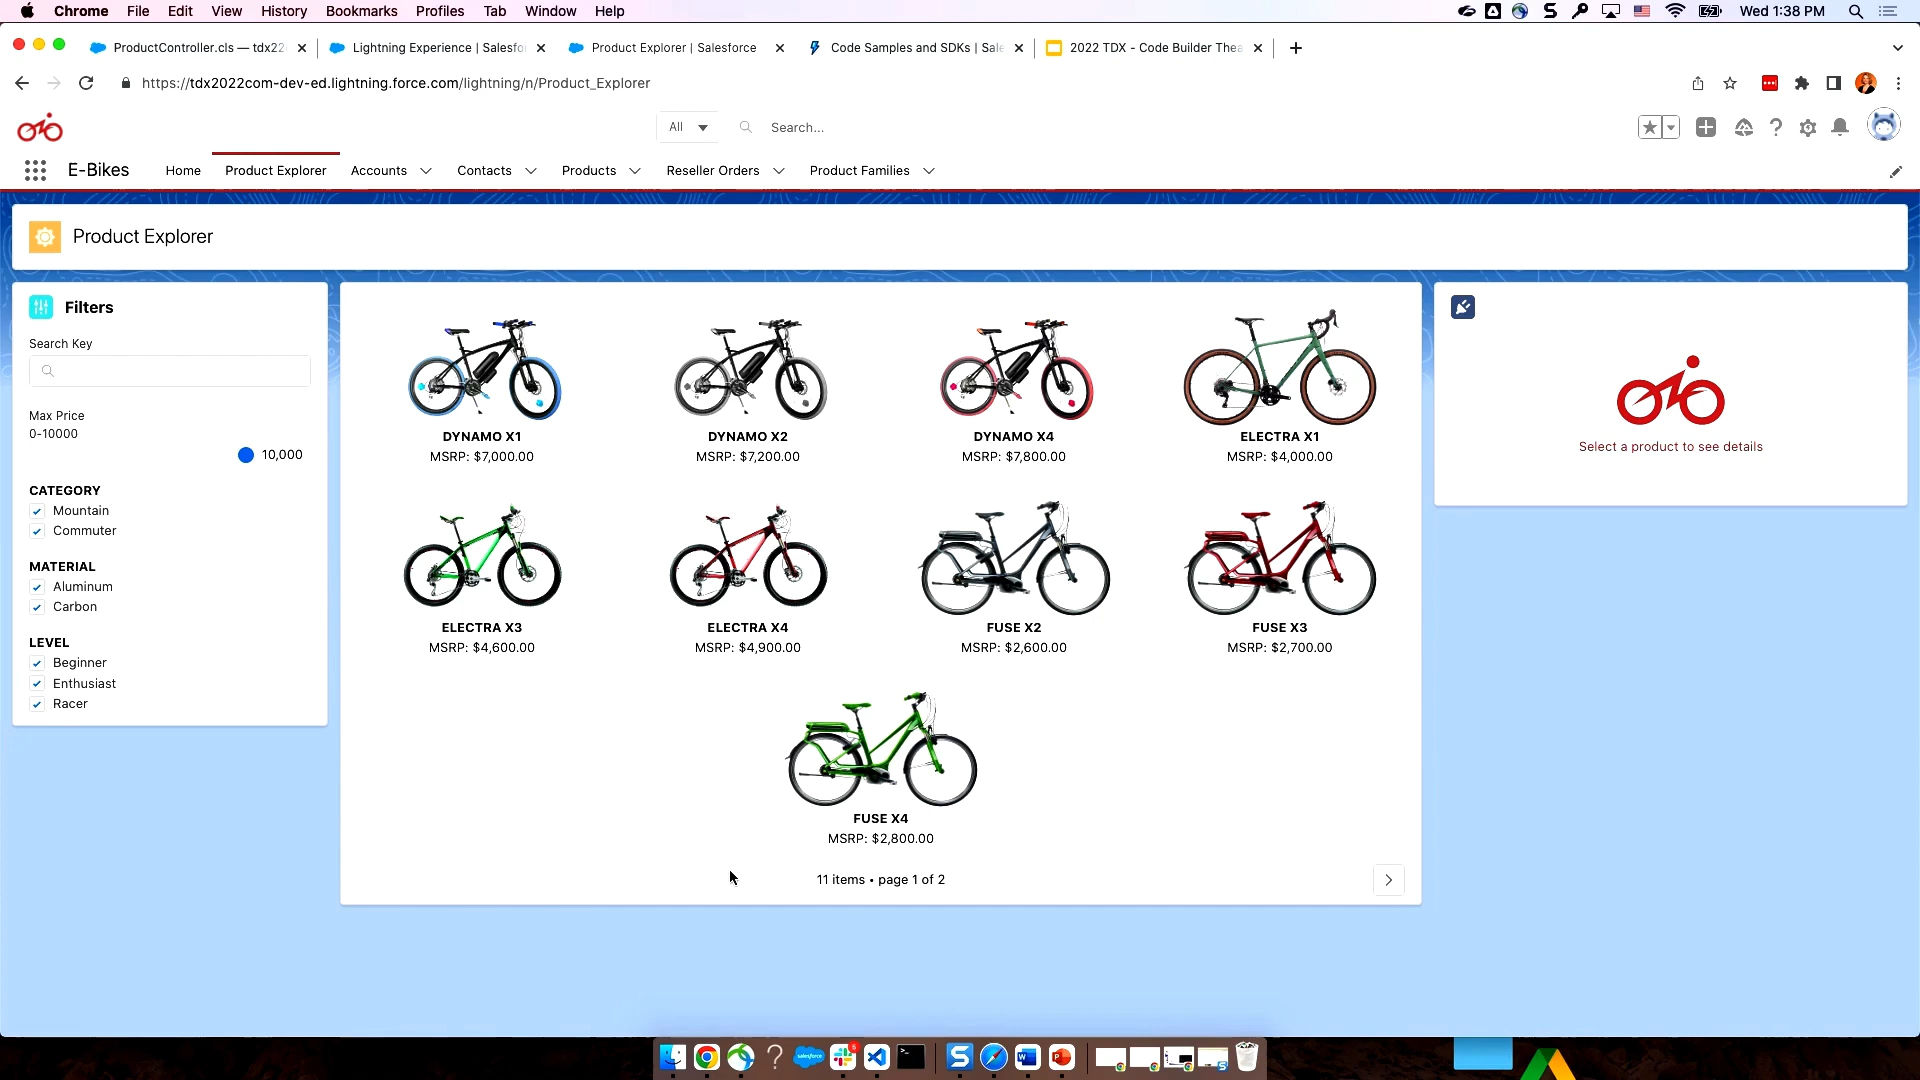 Chrome File Edit View History Bookmarks Profiles Tab Window Help Wed 1:38 PM
ProductController.cls — tdx22 Lightning Experience | Salesfo Product Explorer | Salesforce Code Samples and SDKs | Sale 2022 TDX - Code Builder Thea
https://tdx2022com-dev-ed.lightning.force.com/lightning/n/Product_Explorer
All Search...
E-Bikes Home Product Explorer Accounts Contacts Products Reseller Orders Product Families
Product Explorer
Filters
Search Key
Max Price
0-10000
10,000
CATEGORY
Mountain
Commuter
MATERIAL
Aluminum
Carbon
LEVEL
Beginner
Enthusiast
Racer
DYNAMO X1
MSRP: $7,000.00
DYNAMO X2
MSRP: $7,200.00
DYNAMO X4
MSRP: $7,800.00
ELECTRA X1
MSRP: $4,000.00
ELECTRA X3
MSRP: $4,600.00
ELECTRA X4
MSRP: $4,900.00
FUSE X2
MSRP: $2,600.00
FUSE X3
MSRP: $2,700.00
FUSE X4
MSRP: $2,800.00
11 items • page 1 of 2
Select a product to see details
salesforce